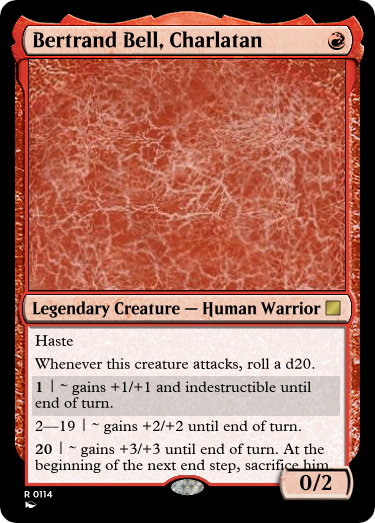 Bertrand Bell, Charlatan
Legendary Creature — Human Warrior
Haste
Whenever this creature attacks, roll a d20.
1 | ~ gains +1/+1 and indestructible until
end of turn.
2—19 | ~ gains +2/+2 until end of turn.
20 | ~ gains +3/+3 until end of turn. At the
beginning of the next end step, sacrifice him.
0/2
R 0114